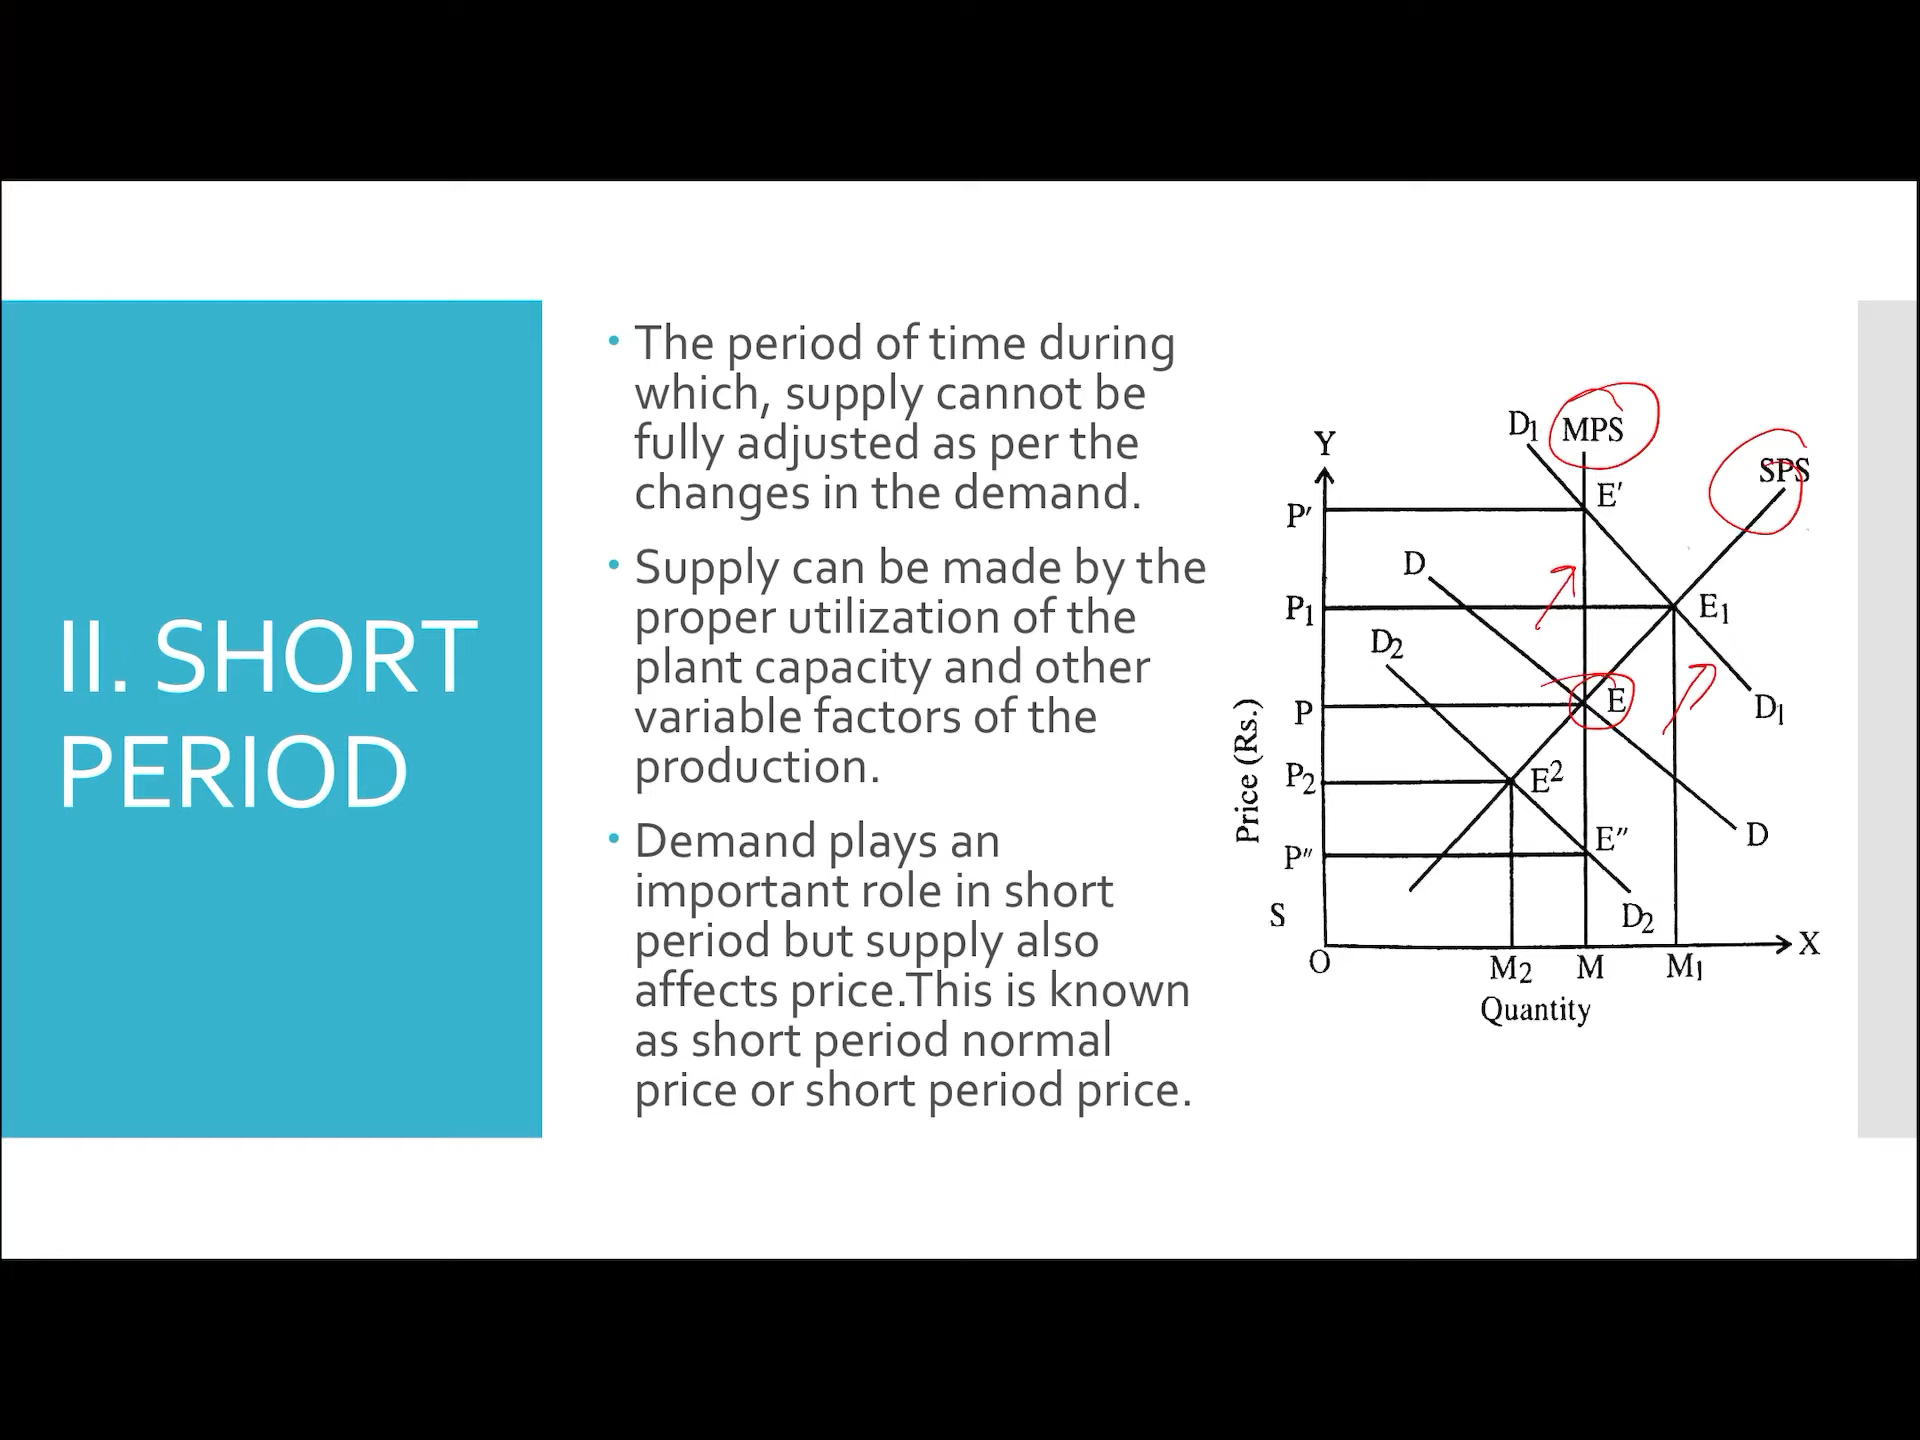 II. SHORT
PERIOD
• The period of time during
which, supply cannot be
fully adjusted as per the
changes in the demand.
• Supply can be made by the
proper utilization of the
plant capacity and other
variable factors of the
production.
• Demand plays an
important role in short
period but supply also
affects price.This is known
as short period normal
price or short period price.
D1 MPS
Y
SPS
P' E'
D
P1 E1
D2
P E
D1
P2 E2
D
P" E"
S D2
X
O M2 M M1
Quantity
Price (Rs.)